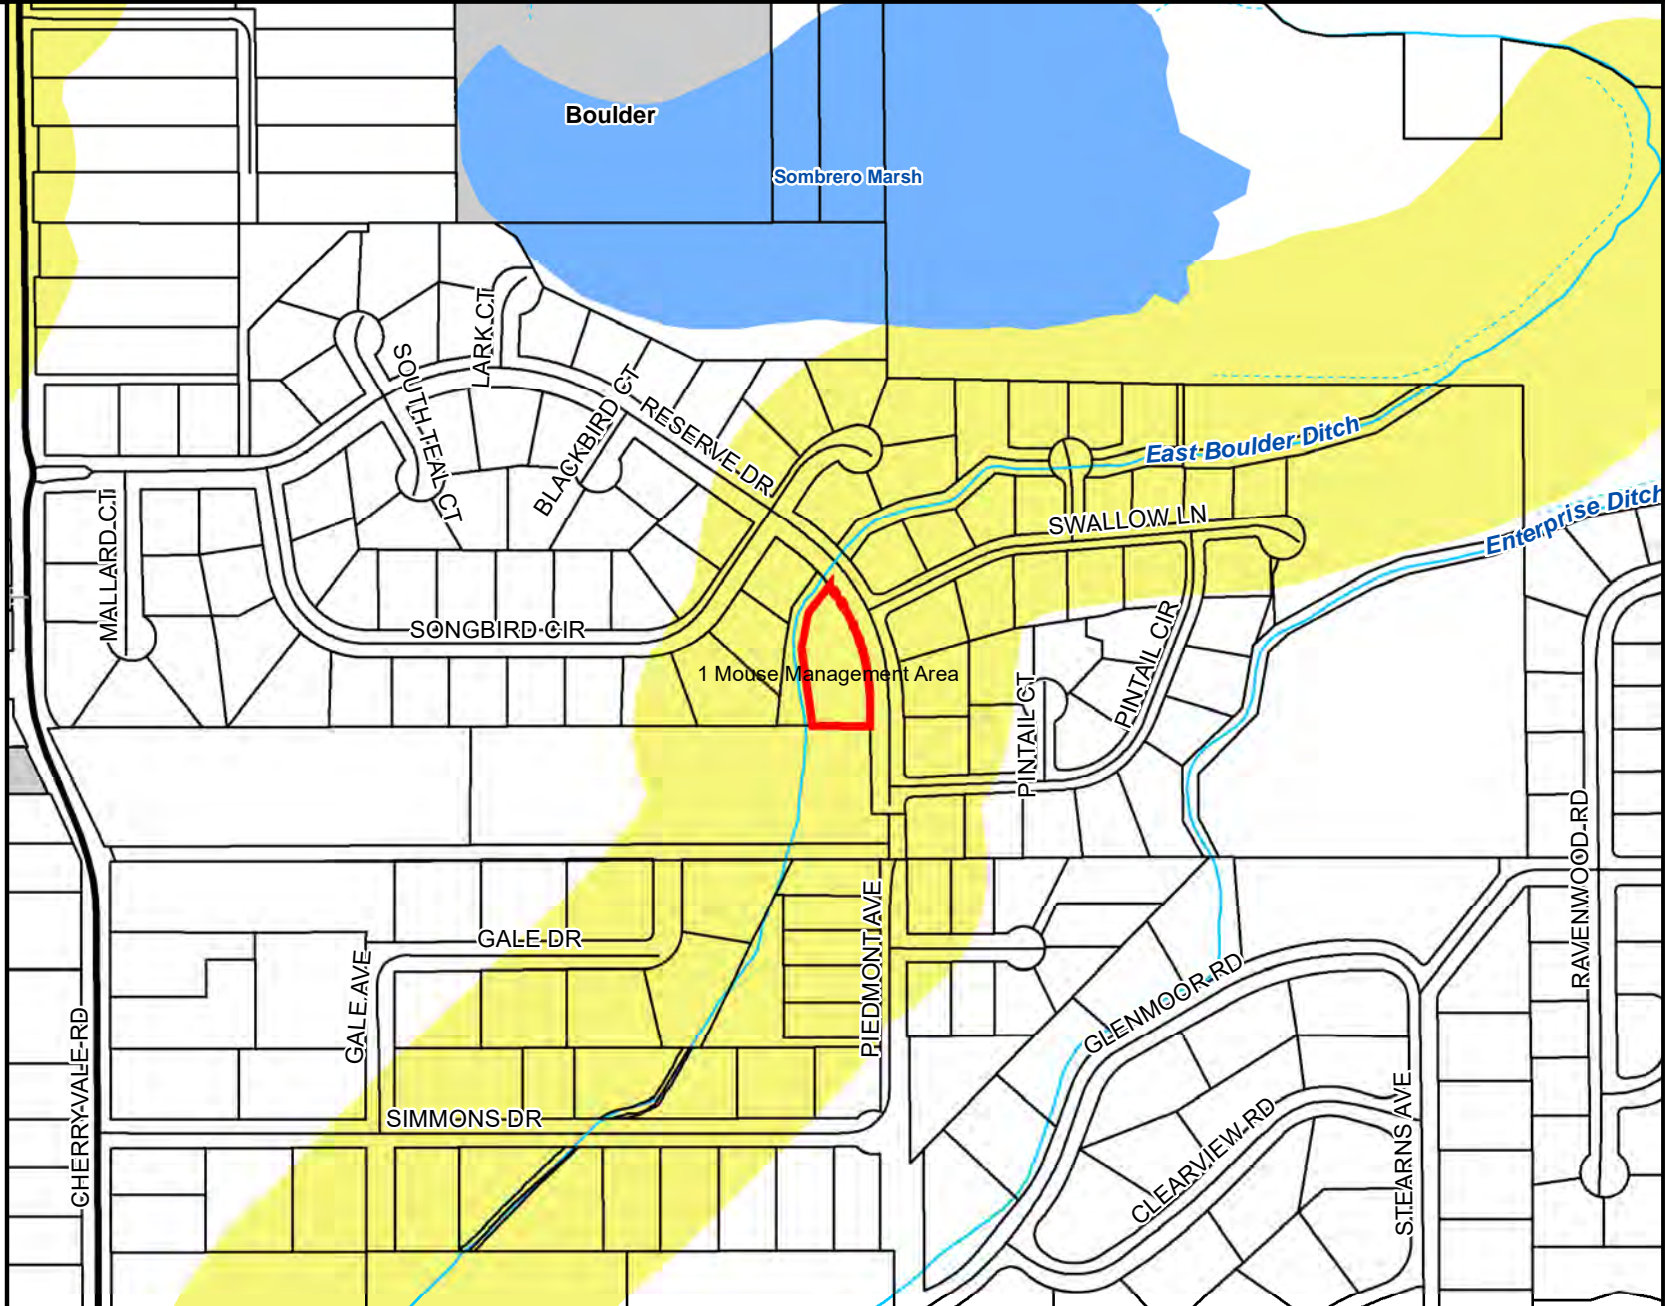 Boulder
Sombrero Marsh
LARK CT
SOUTH TEAL CT
BLACKBIRD CT
RESERVE DR
East Boulder Ditch
Enterprise Ditch
SWALLOW LN
MALLARD CT
SONGBIRD CIR
1 Mouse Management Area
PINTAIL CIR
PINTAIL CT
RAVENWOOD RD
GALE DR
PIEDMONT AVE
GALE AVE
GLENMOOR RD
CHERRYVALE RD
SIMMONS DR
CLEARVIEW RD
STEARNS AVE